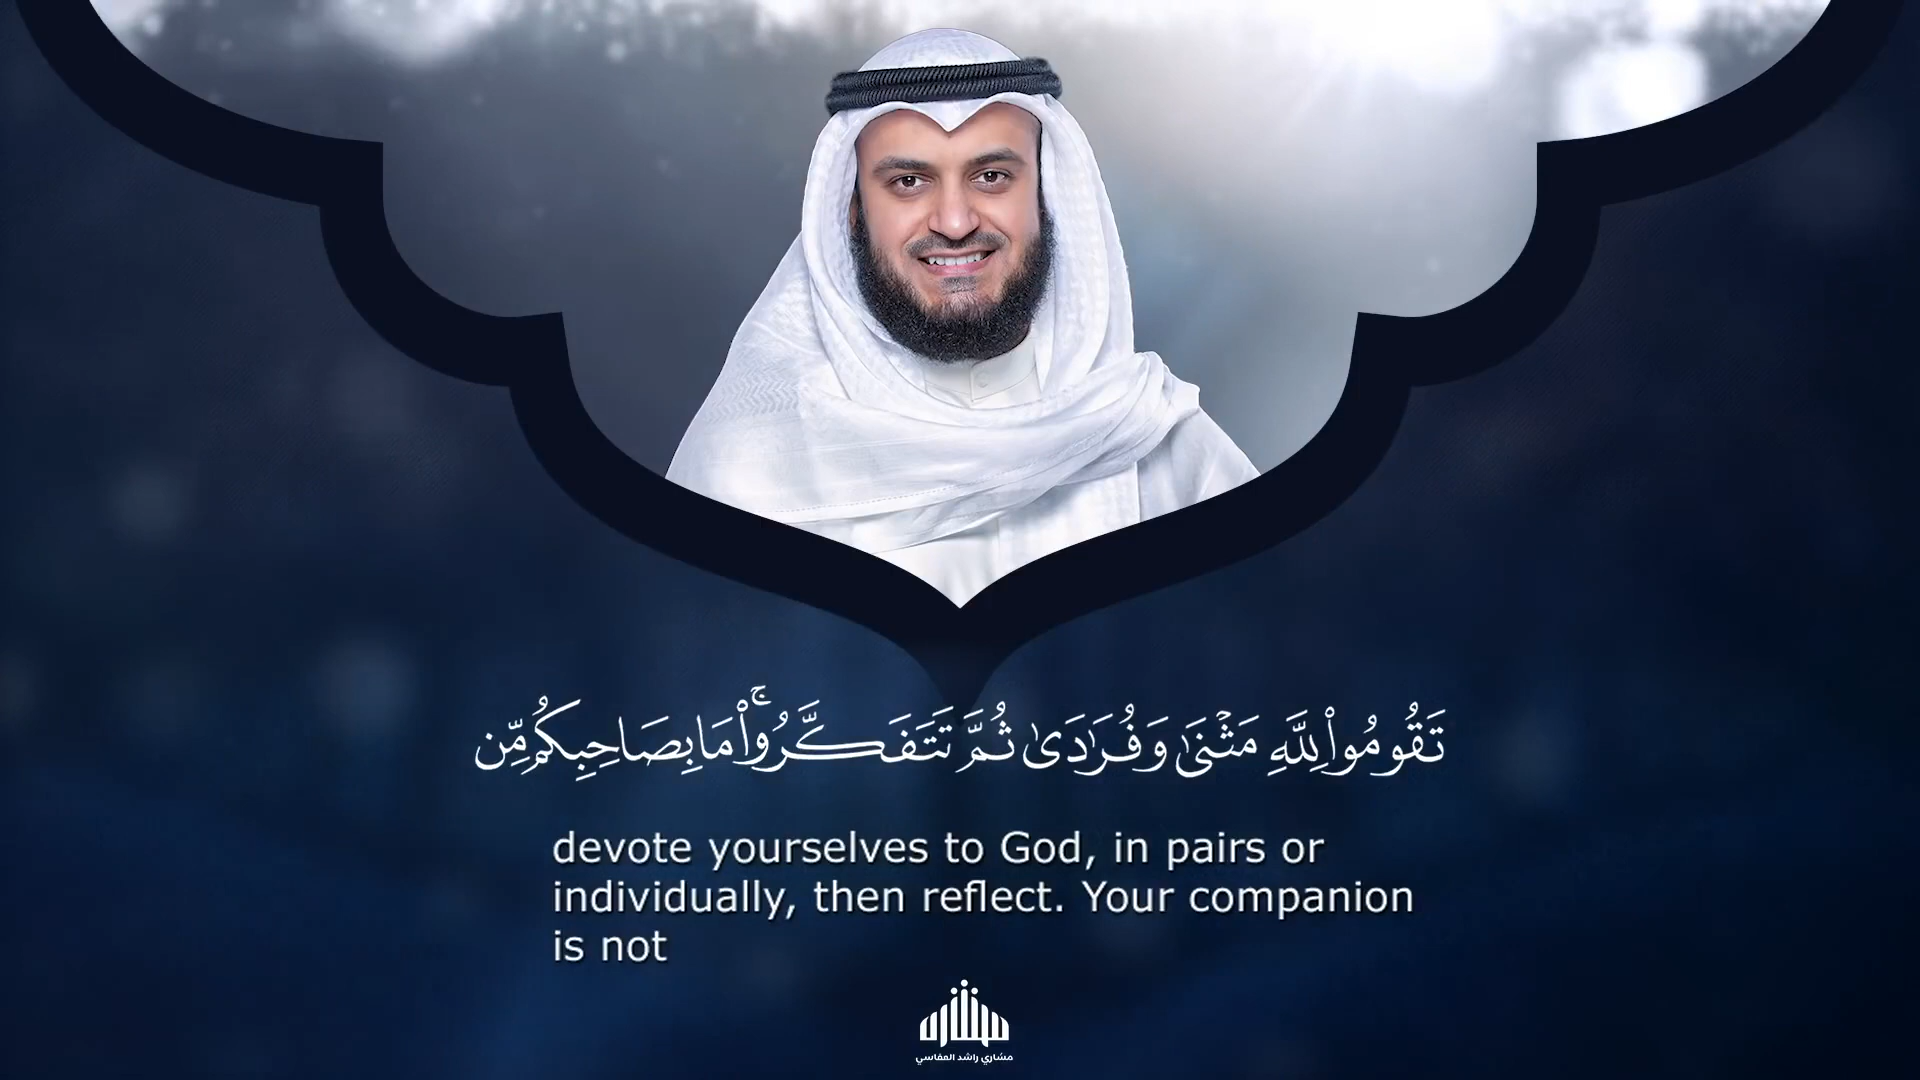 تَقُومُوا۟ لِلَّهِ مَثْنَىٰ وَفُرَٰدَىٰ ثُمَّ تَتَفَكَّرُوا۟ ۚ مَا بِصَاحِبِكُم مِّن
devote yourselves to God, in pairs or
individually, then reflect. Your companion
is not
مشاري
مشاري راشد العفاسي